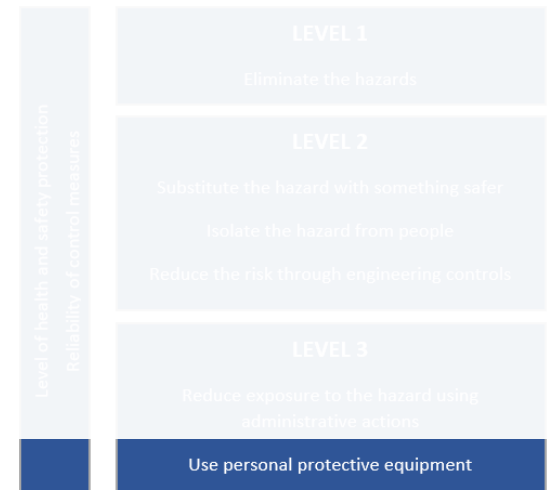 Level of health and safety protection
Reliability of control measures
LEVEL 1
Eliminate the hazards
LEVEL 2
Substitute the hazard with something safer
Isolate the hazard from people
Reduce the risk through engineering controls
LEVEL 3
Reduce exposure to the hazard using
administrative actions
Use personal protective equipment